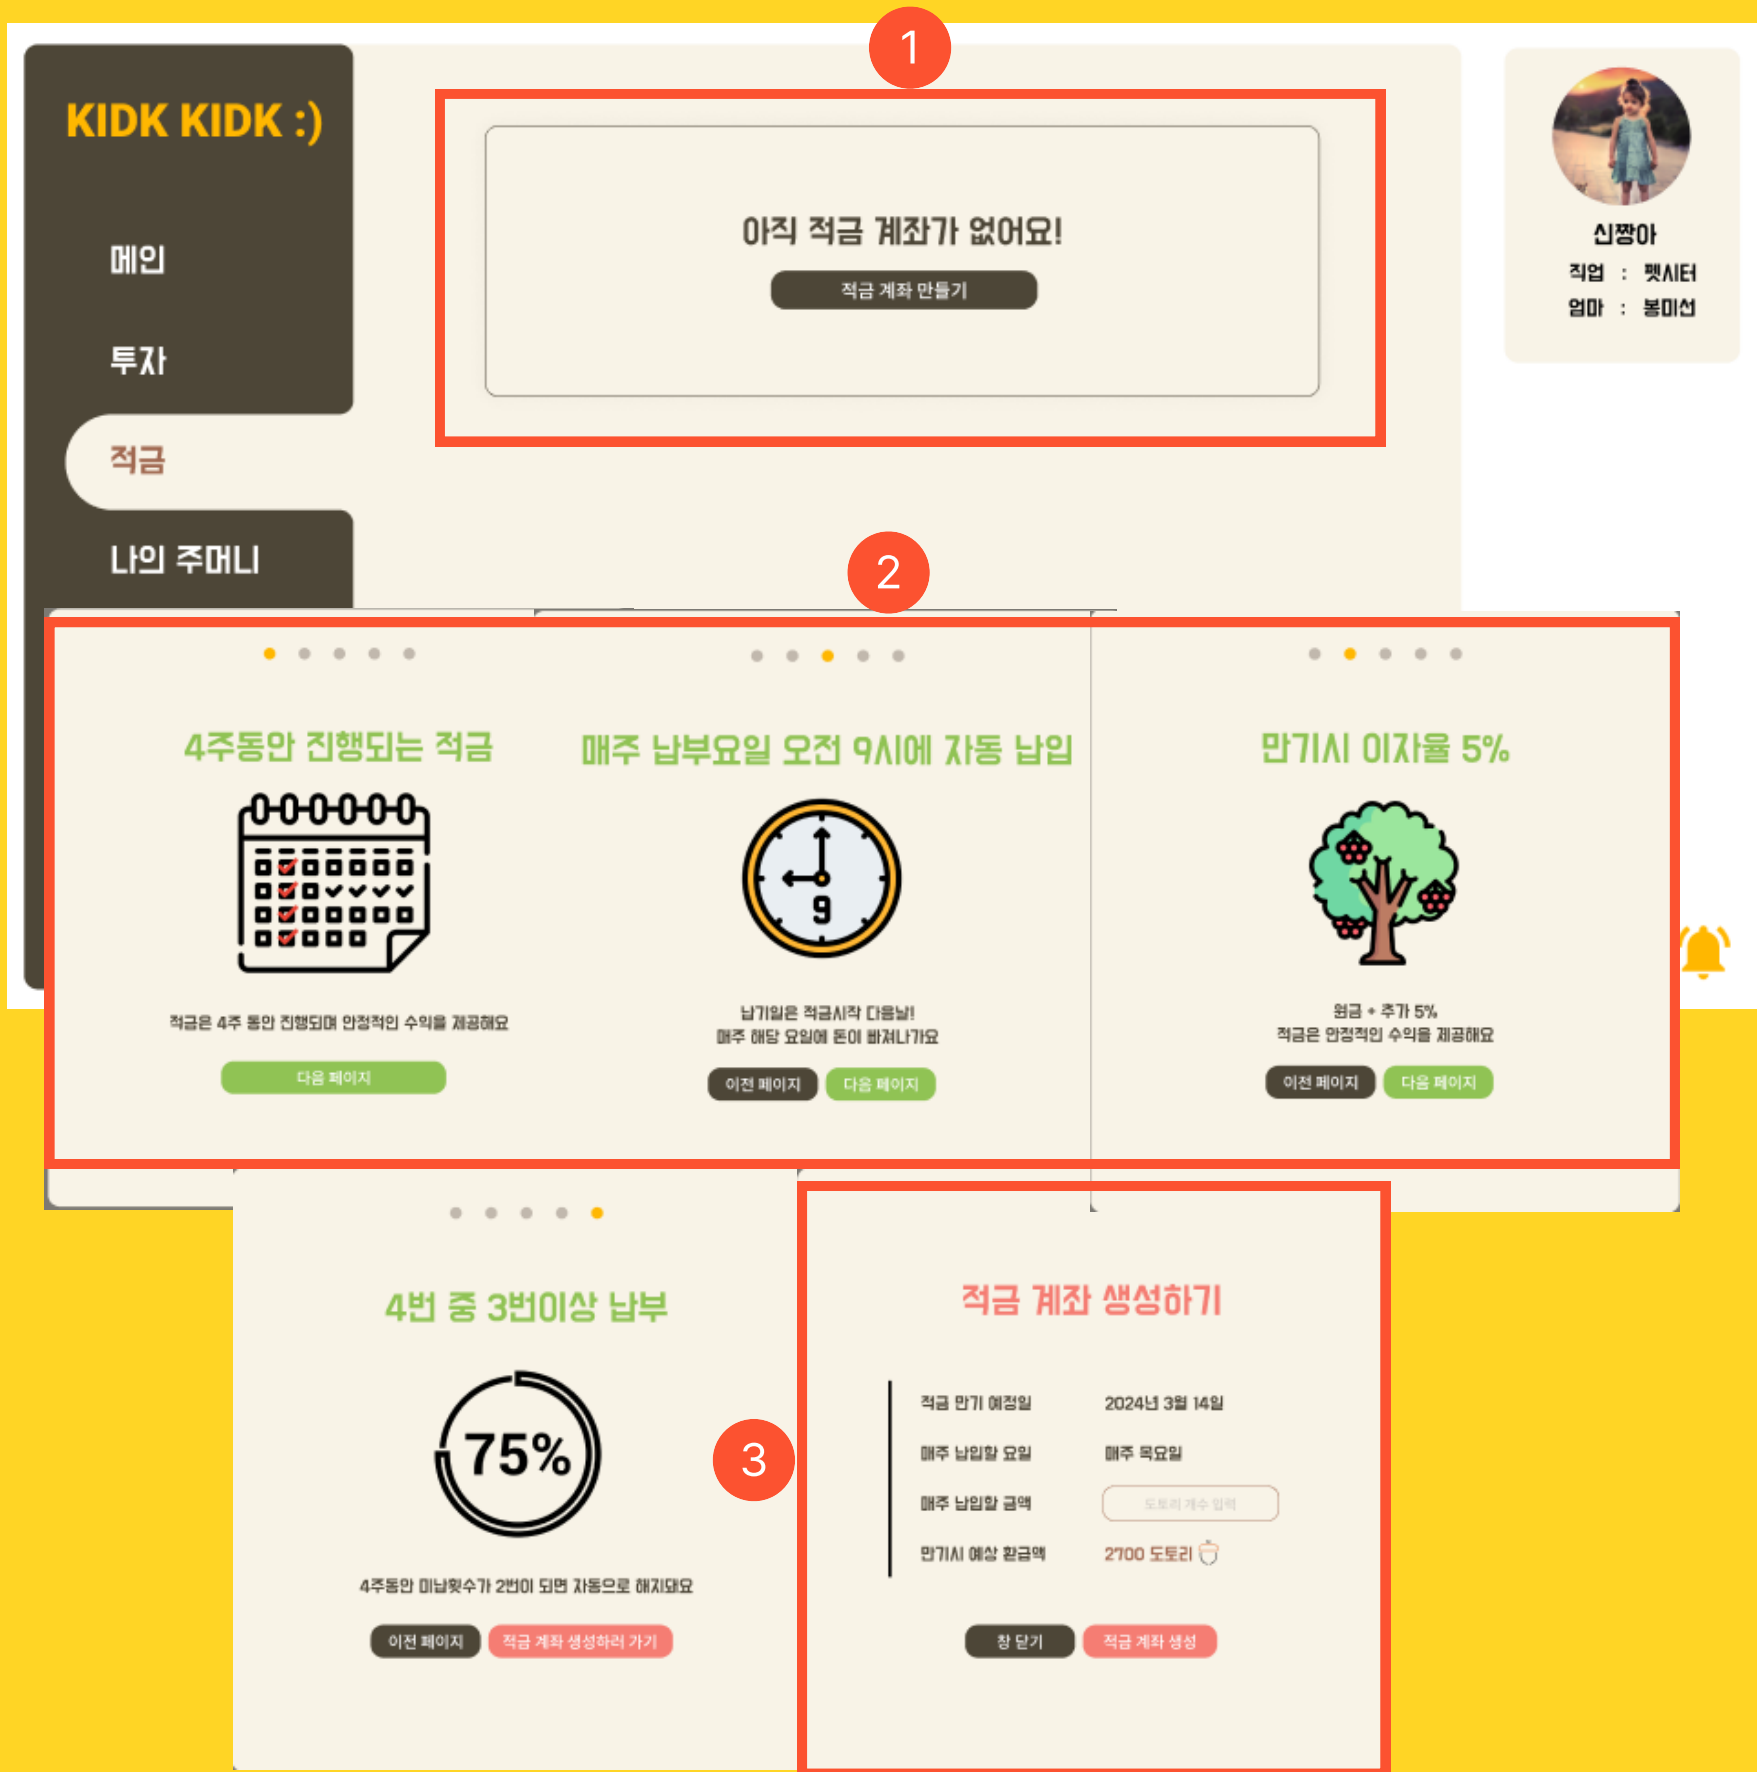 1
KIDK KIDK :)
메인
투자
적금
나의 주머니
아직 적금 계좌가 없어요!
적금 계좌 만들기
신짱아
직업 : 펫시터
엄마 : 봉미선
2
4주동안 진행되는 적금
적금은 4주 동안 진행되며 안정적인 수익을 제공해요
다음 페이지
매주 납부요일 오전 9시에 자동 납입
9
납기일은 적금시작 다음날!
매주 해당 요일에 돈이 빠져나가요
이전 페이지
다음 페이지
만기시 이자율 5%
원금 + 추가 5%
적금은 안정적인 수익을 제공해요
이전 페이지
다음 페이지
4번 중 3번이상 납부
75%
4주동안 미납횟수가 2번이 되면 자동으로 해지돼요
이전 페이지
적금 계좌 생성하러 가기
3
적금 계좌 생성하기
적금 만기 예정일 2024년 3월 14일
매주 납입할 요일 매주 목요일
매주 납입할 금액 도토리 개수 입력
만기시 예상 환급액 2700 도토리
창 닫기
적금 계좌 생성